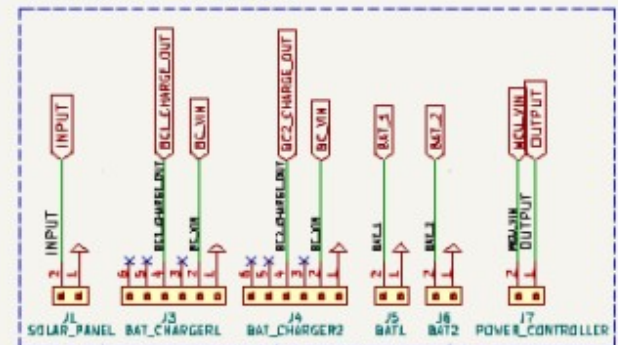 INPUT
BC1_CHARGE_OUT
BC_VIN
BC2_CHARGE_OUT
BC_VIN
BAT_1
BAT_2
MCU_VIN
OUTPUT
INPUT
BC1_CHARGE_OUT
BC_VIN
BC2_CHARGE_OUT
BC_VIN
BAT_1
BAT_2
MCU_VIN
OUTPUT
2 1 6 5 4 3 2 1 6 5 4 3 2 1 2 1 2 1 2 1
J1 J3 J4 J5 J6 J7
SOLAR_PANEL BAT_CHARGER1 BAT_CHARGER2 BAT1 BAT2 POWER_CONTROLLER